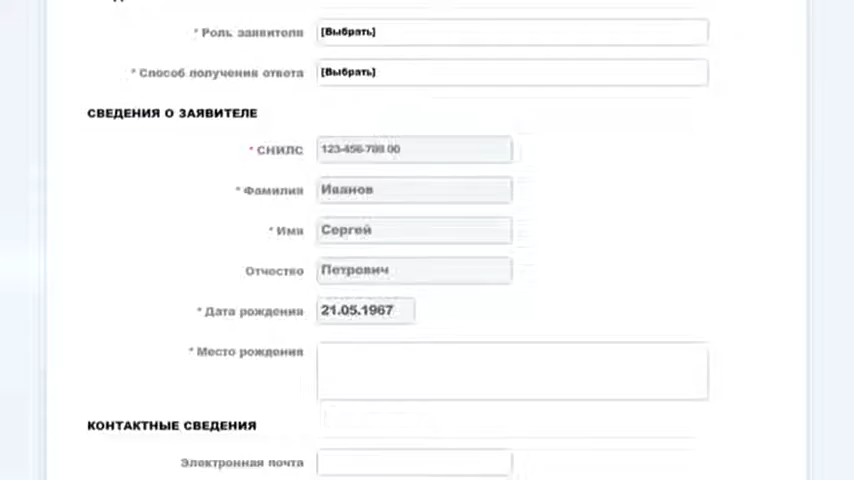 * Роль заявителя [Выбрать]
* Способ получения ответа [Выбрать]
СВЕДЕНИЯ О ЗАЯВИТЕЛЕ
* СНИЛС 123-456-789 00
* Фамилия Иванов
* Имя Сергей
Отчество Петрович
* Дата рождения 21.05.1967
* Место рождения
КОНТАКТНЫЕ СВЕДЕНИЯ
Электронная почта